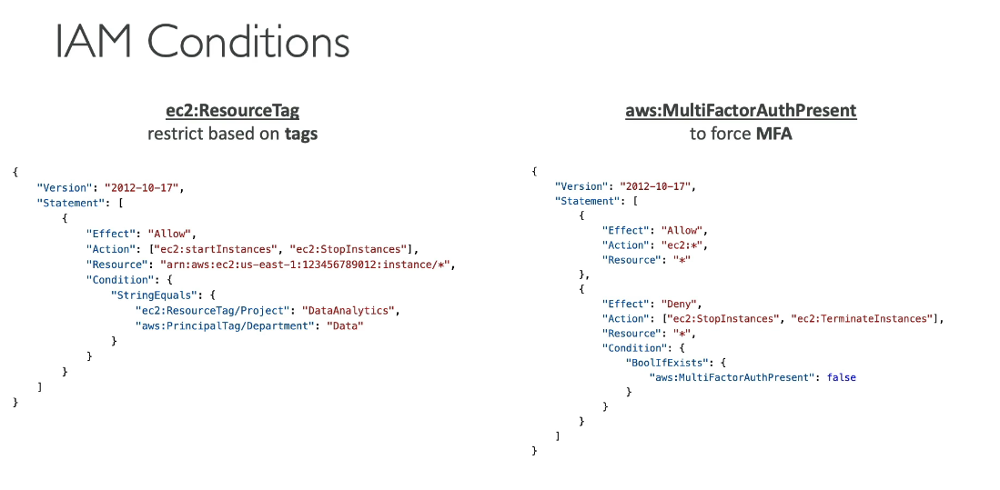 IAM Conditions
ec2:ResourceTag
restrict based on tags
{
    "Version": "2012-10-17",
    "Statement": [
        {
            "Effect": "Allow",
            "Action": ["ec2:startInstances", "ec2:StopInstances"],
            "Resource": "arn:aws:ec2:us-east-1:123456789012:instance/*",
            "Condition": {
                "StringEquals": {
                    "ec2:ResourceTag/Project": "DataAnalytics",
                    "aws:PrincipalTag/Department": "Data"
                }
            }
        }
    ]
}
aws:MultiFactorAuthPresent
to force MFA
{
    "Version": "2012-10-17",
    "Statement": [
        {
            "Effect": "Allow",
            "Action": "ec2:*",
            "Resource": "*"
        },
        {
            "Effect": "Deny",
            "Action": ["ec2:StopInstances", "ec2:TerminateInstances"],
            "Resource": "*",
            "Condition": {
                "BoolIfExists": {
                    "aws:MultiFactorAuthPresent": false
                }
            }
        }
    ]
}